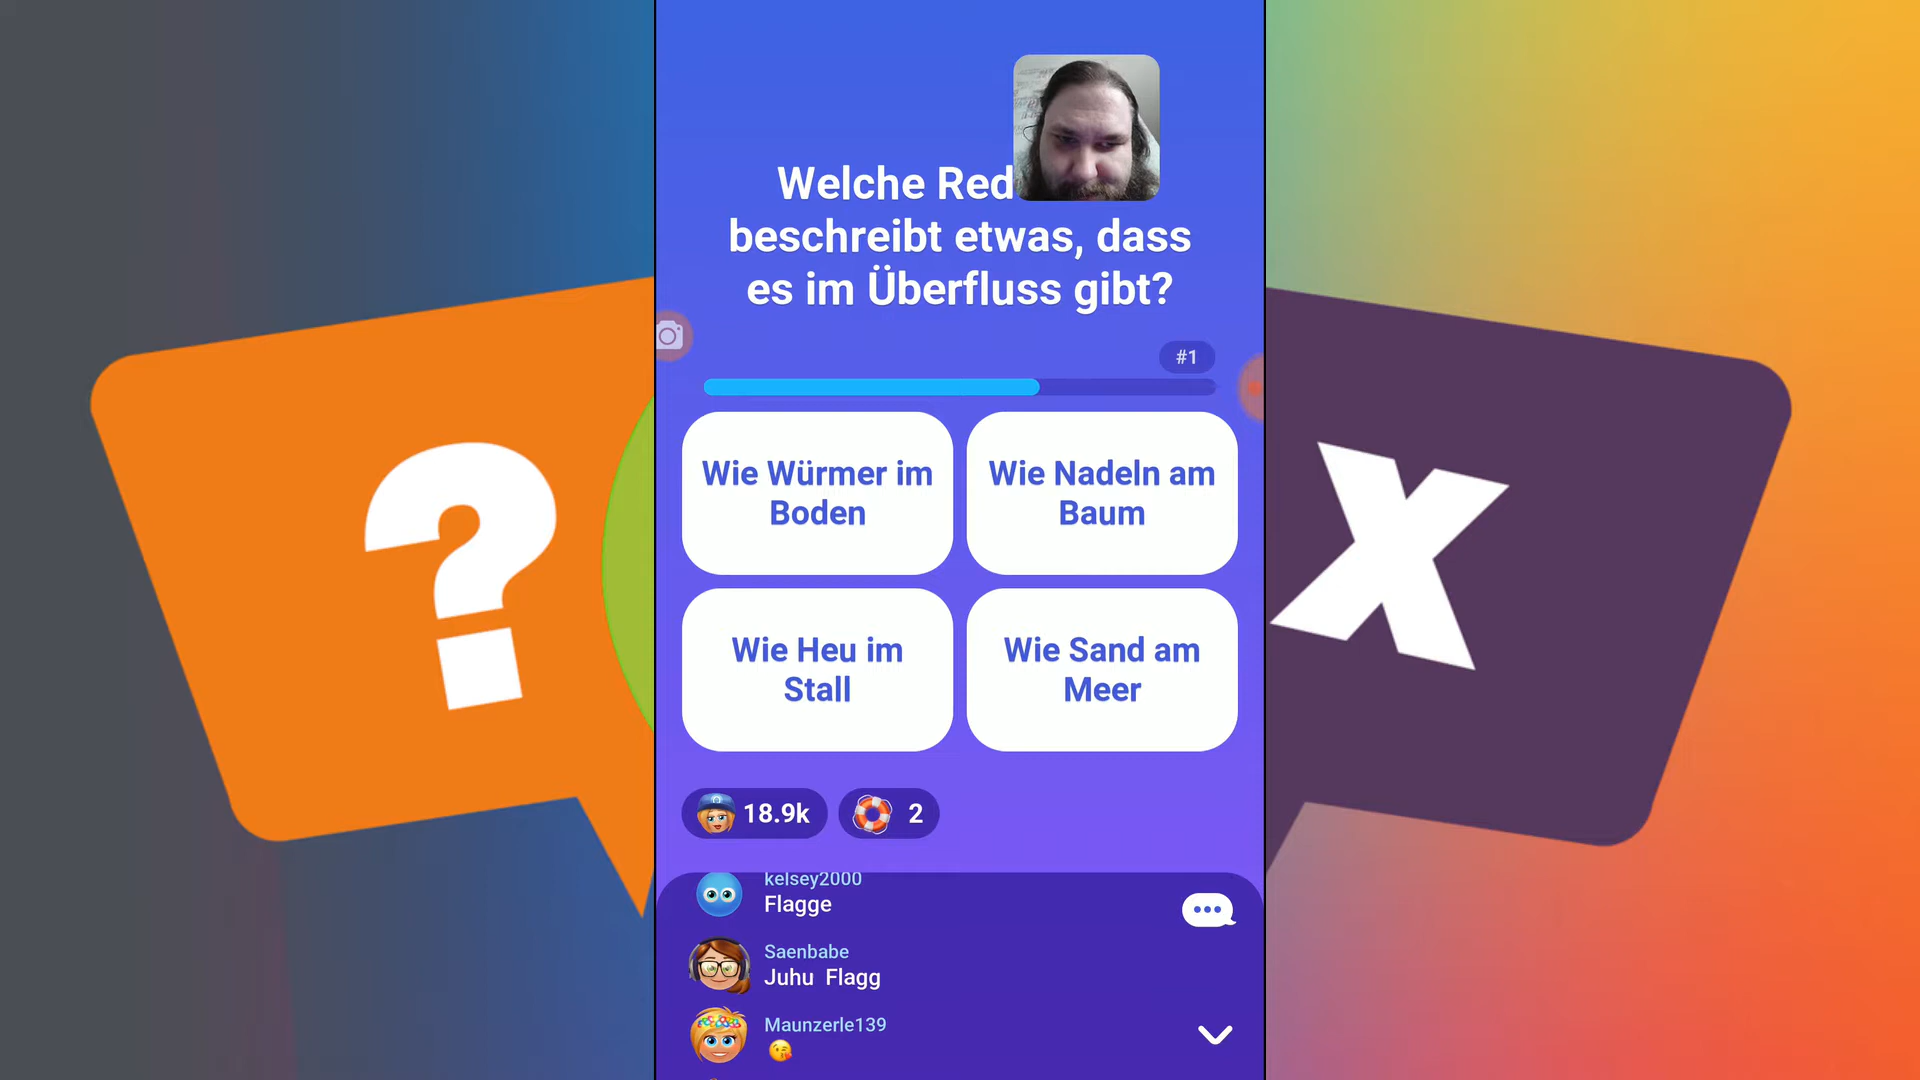 ?
x
Welche Red
beschreibt etwas, dass
es im Überfluss gibt?
#1
Wie Würmer im
Boden
Wie Nadeln am
Baum
Wie Heu im
Stall
Wie Sand am
Meer
18.9k
2
kelsey2000
Flagge
Saenbabe
Juhu Flagg
Maunzerle139